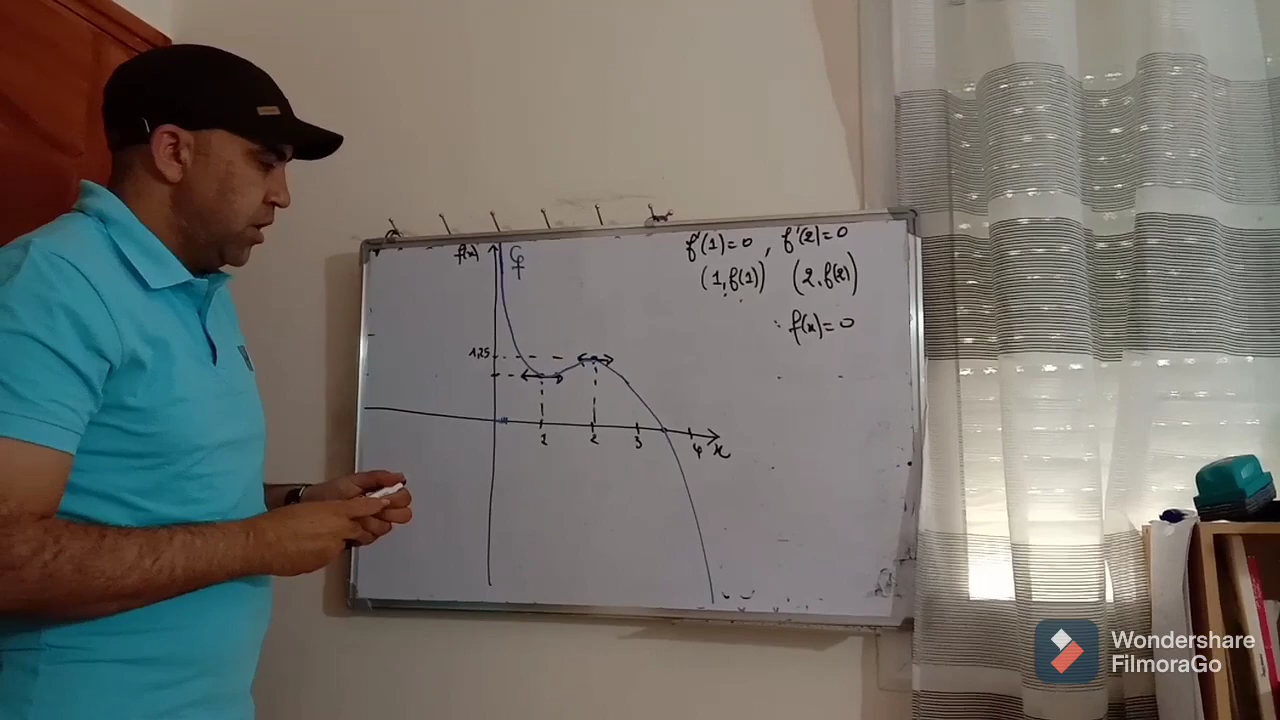 f'(1)=0 , f'(2)=0
(1,f(1)) (2,f(2))
f(x)=0
f(x)
Cf
1,25
1 2 3 4 x
Wondershare
FilmoraGo